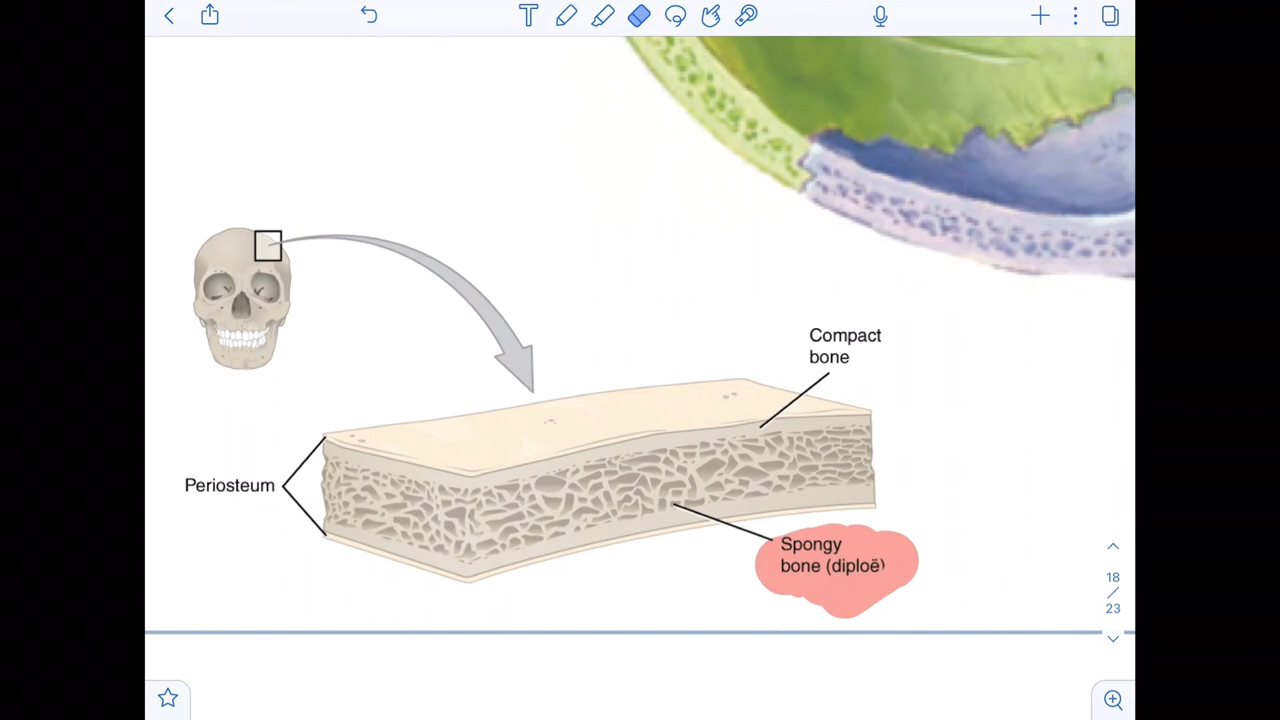 Compact
bone
Periosteum
Spongy
bone (diploë)
18
/
23